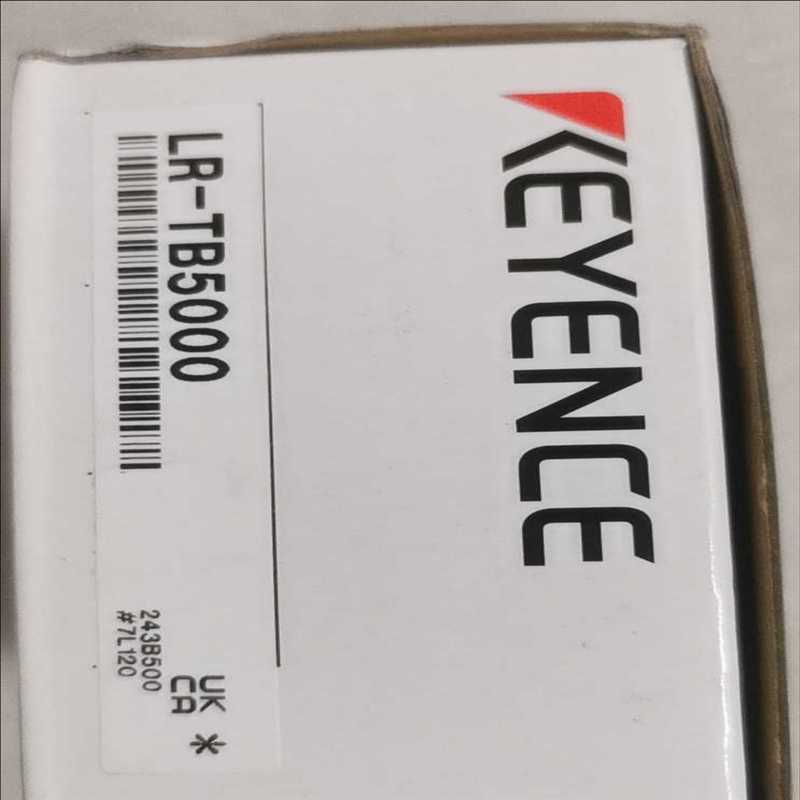 KEYENCE
LR-TB5000
UK
CA
*
243B500
#7L120